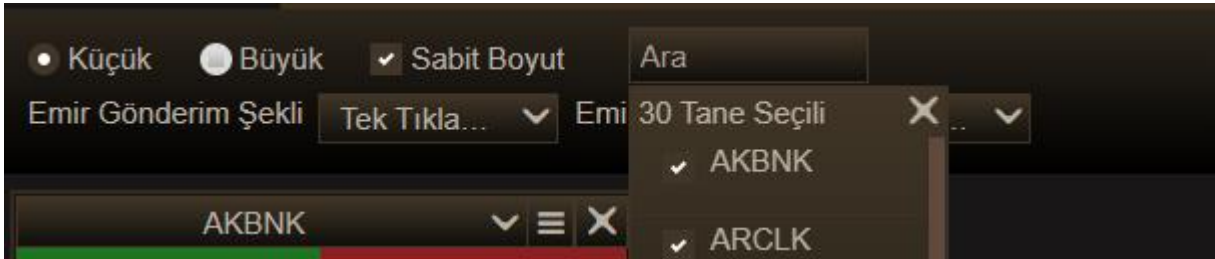 Küçük Büyük Sabit Boyut Ara
Emir Gönderim Şekli Tek Tıkla... Emi 30 Tane Seçili
AKBNK
AKBNK
ARCLK